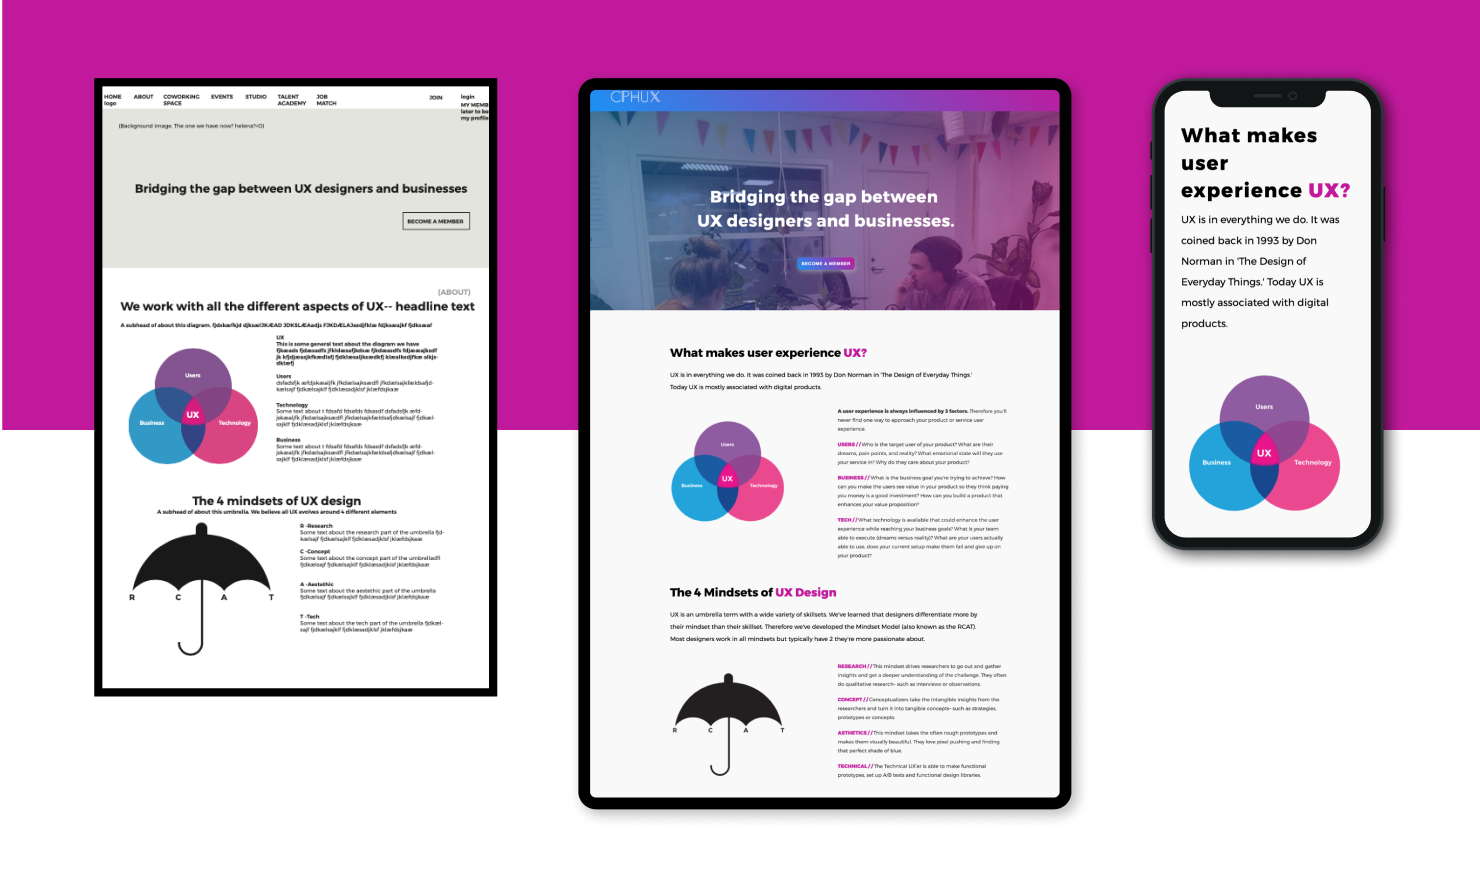 HOME
logo
ABOUT
COWORKING
SPACE
EVENTS
STUDIO
TALENT
ACADEMY
JOB
MATCH
JOIN
login
MY MEMB
later to be
my profile
(Background image. The one we have now? helena?=O)
Bridging the gap between UX designers and businesses
BECOME A MEMBER
(ABOUT)
We work with all the different aspects of UX-- headline text
A subhead of about this diagram.
Users
Business
UX
Technology
UX
This is some general text about the diagram we have
Users
Technology
Some text about t fdsafd fdsafds fdsasdf
Business
Some text about t fdsafd fdsafds fdsasdf
The 4 mindsets of UX design
A subhead of about this umbrella. We believe all UX evolves around 4 different elements
R C A T
R -Research
Some text about the research part of the umbrella
C -Concept
Some text about the concept part of the
A -Aestethic
Some text about the aestethic part of the umbrella
T -Tech
Some text about the tech part of the umbrella
CPHUX
Bridging the gap between
UX designers and businesses.
BECOME A MEMBER
What makes user experience UX?
UX is in everything we do. It was coined back in 1993 by Don Norman in 'The Design of Everyday Things.'
Today UX is mostly associated with digital products.
Users
Business
UX
Technology
A user experience is always influenced by 3 factors. Therefore you'll
never find one way to approach your product or service user
experience.
USERS // Who is the target user of your product? What are their
dreams, pain points, and reality? What emotional state will they use
your service in? Why do they care about your product?
BUSINESS // What is the business goal you're trying to achieve? How
can you make the users see value in your product so they think paying
you money is a good investment? How can you build a product that
enhances your value proposition?
TECH // What technology is available that could enhance the user
experience while reaching your business goals? What is your team
able to execute (dreams versus reality)? What are your users actually
able to use, does your current setup make them fail and give up on
your product?
The 4 Mindsets of UX Design
UX is an umbrella term with a wide variety of skillsets. We've learned that designers differentiate more by
their mindset than their skillset. Therefore we've developed the Mindset Model (also known as the RCAT).
Most designers work in all mindsets but typically have 2 they're more passionate about.
R C A T
RESEARCH // This mindset drives researchers to go out and gather
insights and get a deeper understanding of the challenge. They often
do qualitative research- such as interviews or observations.
CONCEPT // Conceptualizers take the intangible insights from the
researchers and turn it into tangible concepts- such as strategies,
prototypes or concepts.
ASTHETICS // This mindset takes the often rough prototypes and
makes them visually beautiful. They love pixel pushing and finding
that perfect shade of blue.
TECHNICAL // The Technical UX'er is able to make functional
prototypes, set up A/B tests and functional design libraries.
What makes
user
experience UX?
UX is in everything we do. It was
coined back in 1993 by Don
Norman in 'The Design of
Everyday Things.' Today UX is
mostly associated with digital
products.
Users
Business
UX
Technology